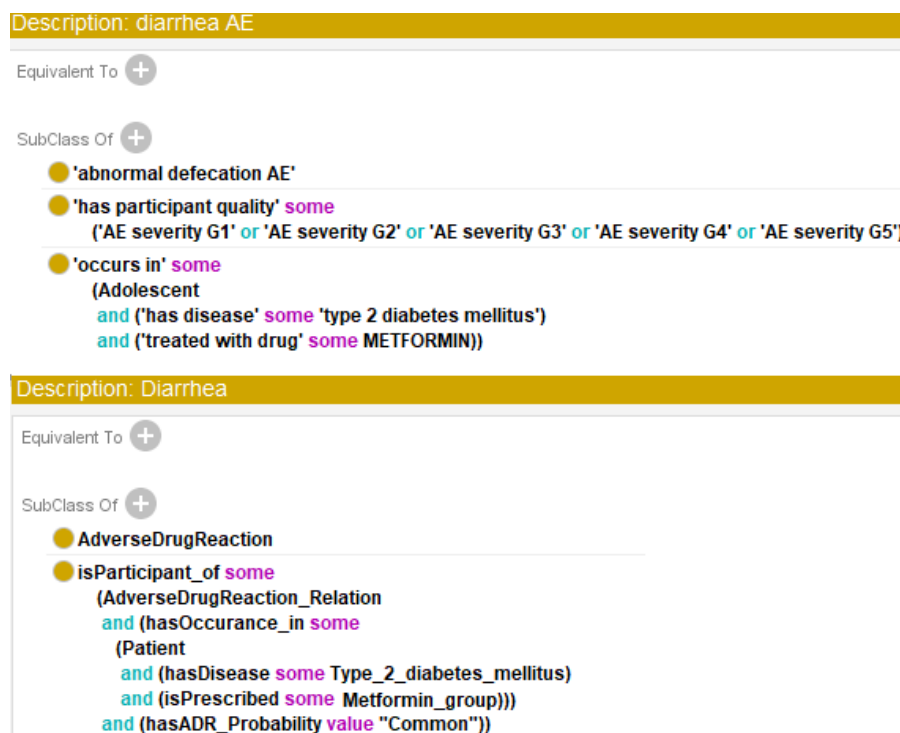 Description: diarrhea AE
Equivalent To
SubClass Of
'abnormal defecation AE'
'has participant quality' some
('AE severity G1' or 'AE severity G2' or 'AE severity G3' or 'AE severity G4' or 'AE severity G5')
'occurs in' some
(Adolescent
and ('has disease' some 'type 2 diabetes mellitus')
and ('treated with drug' some METFORMIN))
Description: Diarrhea
Equivalent To
SubClass Of
AdverseDrugReaction
isParticipant_of some
(AdverseDrugReaction_Relation
and (hasOccurance_in some
(Patient
and (hasDisease some Type_2_diabetes_mellitus)
and (isPrescribed some Metformin_group)))
and (hasADR_Probability value "Common"))